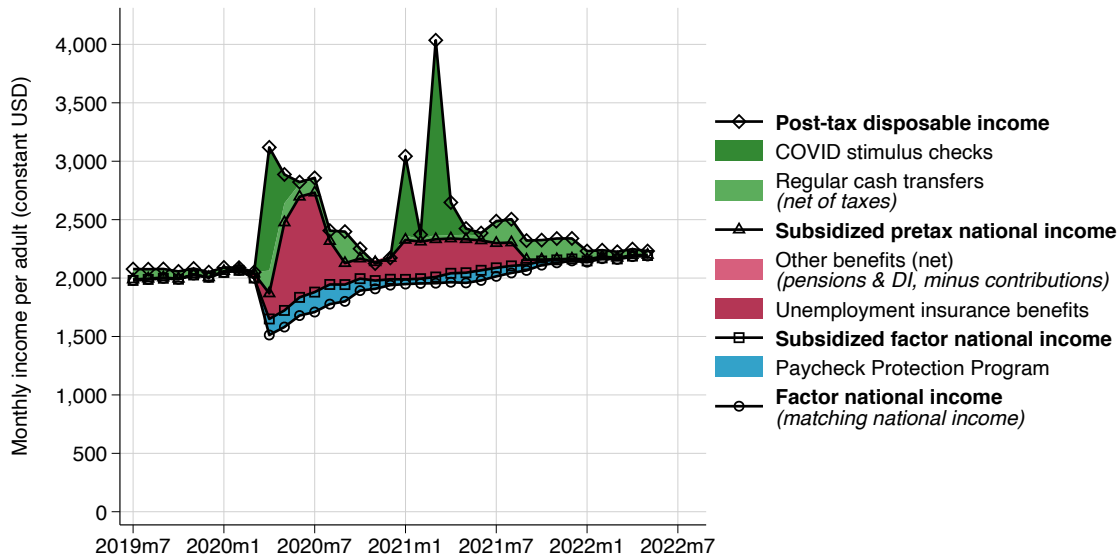 Monthly income per adult (constant USD)
4,000
3,500
3,000
2,500
2,000
1,500
1,000
500
0
2019m7 2020m1 2020m7 2021m1 2021m7 2022m1 2022m7
Post-tax disposable income
COVID stimulus checks
Regular cash transfers
(net of taxes)
Subsidized pretax national income
Other benefits (net)
(pensions & DI, minus contributions)
Unemployment insurance benefits
Subsidized factor national income
Paycheck Protection Program
Factor national income
(matching national income)